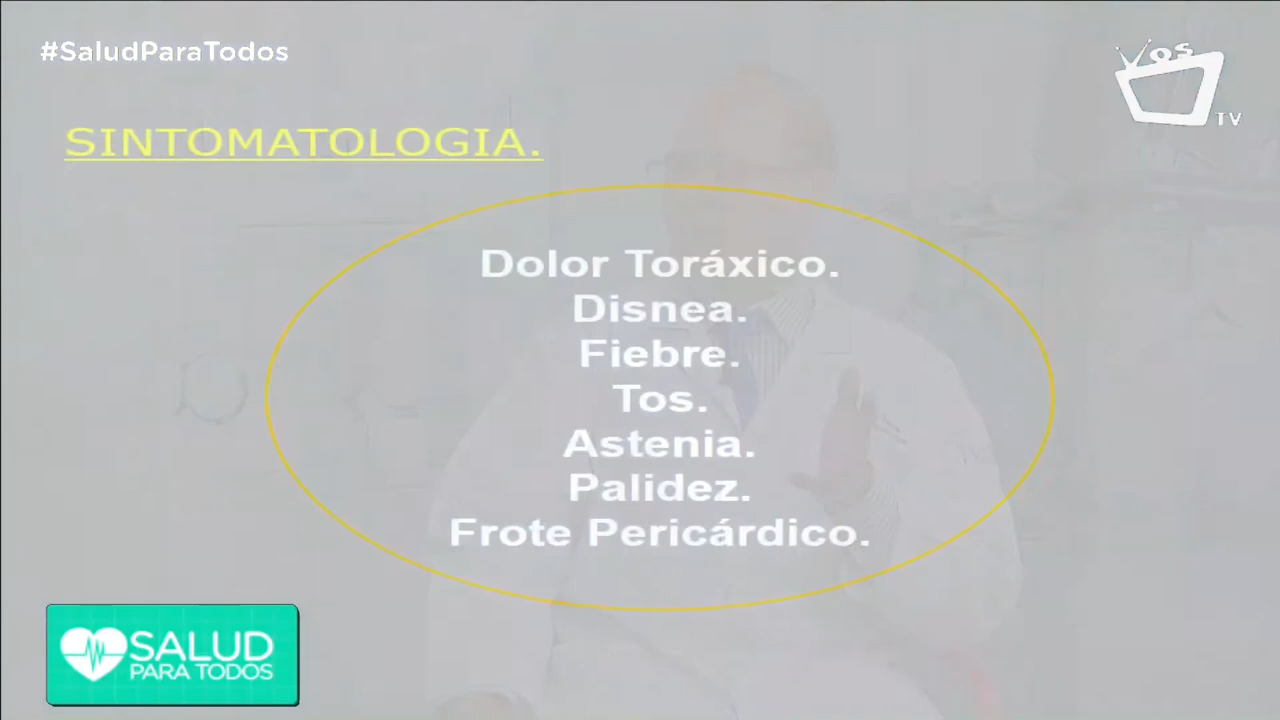 #SaludParaTodos
VOS
TV
SINTOMATOLOGIA.
Dolor Toráxico.
Disnea.
Fiebre.
Tos.
Astenia.
Palidez.
Frote Pericárdico.
SALUD
PARA TODOS